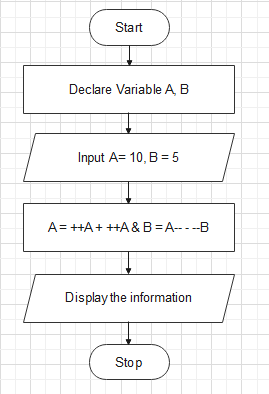 Start
Declare Variable A, B
Input A= 10, B = 5
A = ++A + ++A & B = A-- - --B
Display the information
Stop